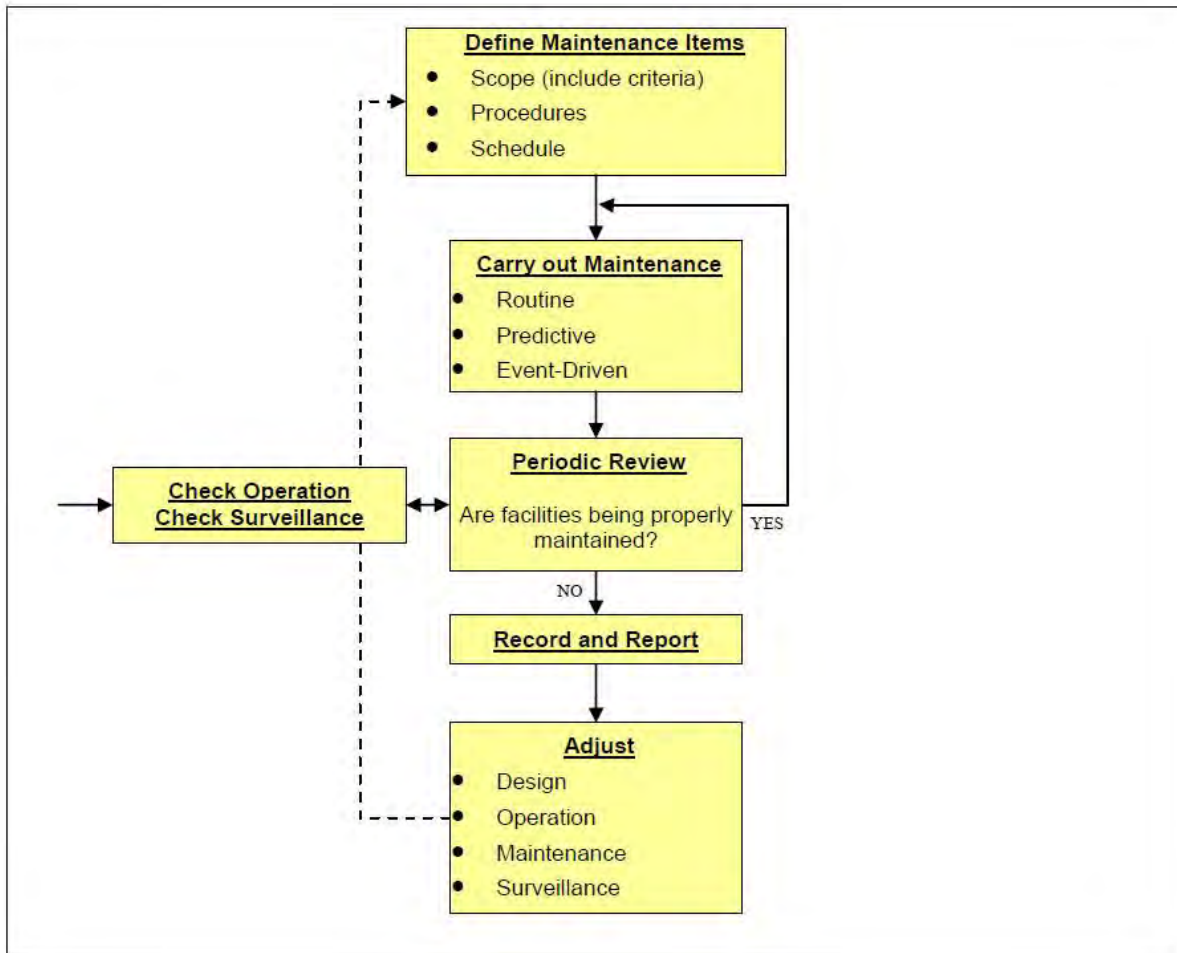 Define Maintenance Items
● Scope (include criteria)
● Procedures
● Schedule
Carry out Maintenance
● Routine
● Predictive
● Event-Driven
Check Operation
Check Surveillance
Periodic Review
Are facilities being properly
maintained?
YES
NO
Record and Report
Adjust
● Design
● Operation
● Maintenance
● Surveillance